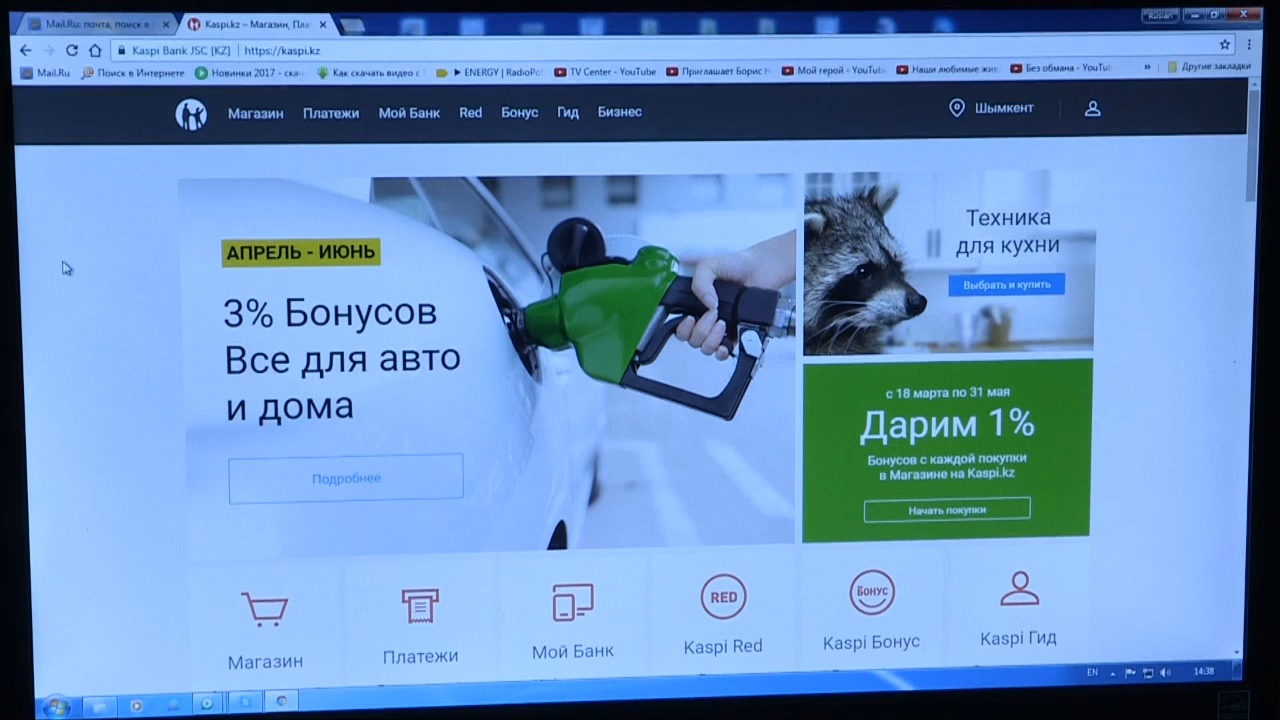 Mail.Ru: почта, поиск в
Kaspi.kz – Магазин, Пла
Ruslan
Kaspi Bank JSC [KZ]
https://kaspi.kz
Mail.Ru
Поиск в Интернете
Новинки 2017 - ска
Как скачать видео с
ENERGY | RadioPo
TV Center - YouTube
Приглашает Борис
Мой герой - YouTub
Наши любимые жив
Без обмана - YouTu
»
Другие закладки
Магазин
Платежи
Мой Банк
Red
Бонус
Гид
Бизнес
Шымкент
АПРЕЛЬ - ИЮНЬ
3% Бонусов
Все для авто
и дома
Подробнее
Техника
для кухни
Выбрать и купить
с 18 марта по 31 мая
Дарим 1%
Бонусов с каждой покупки
в Магазине на Kaspi.kz
Начать покупки
RED
БОНУС
Магазин
Платежи
Мой Банк
Kaspi Red
Kaspi Бонус
Kaspi Гид
EN
14:38